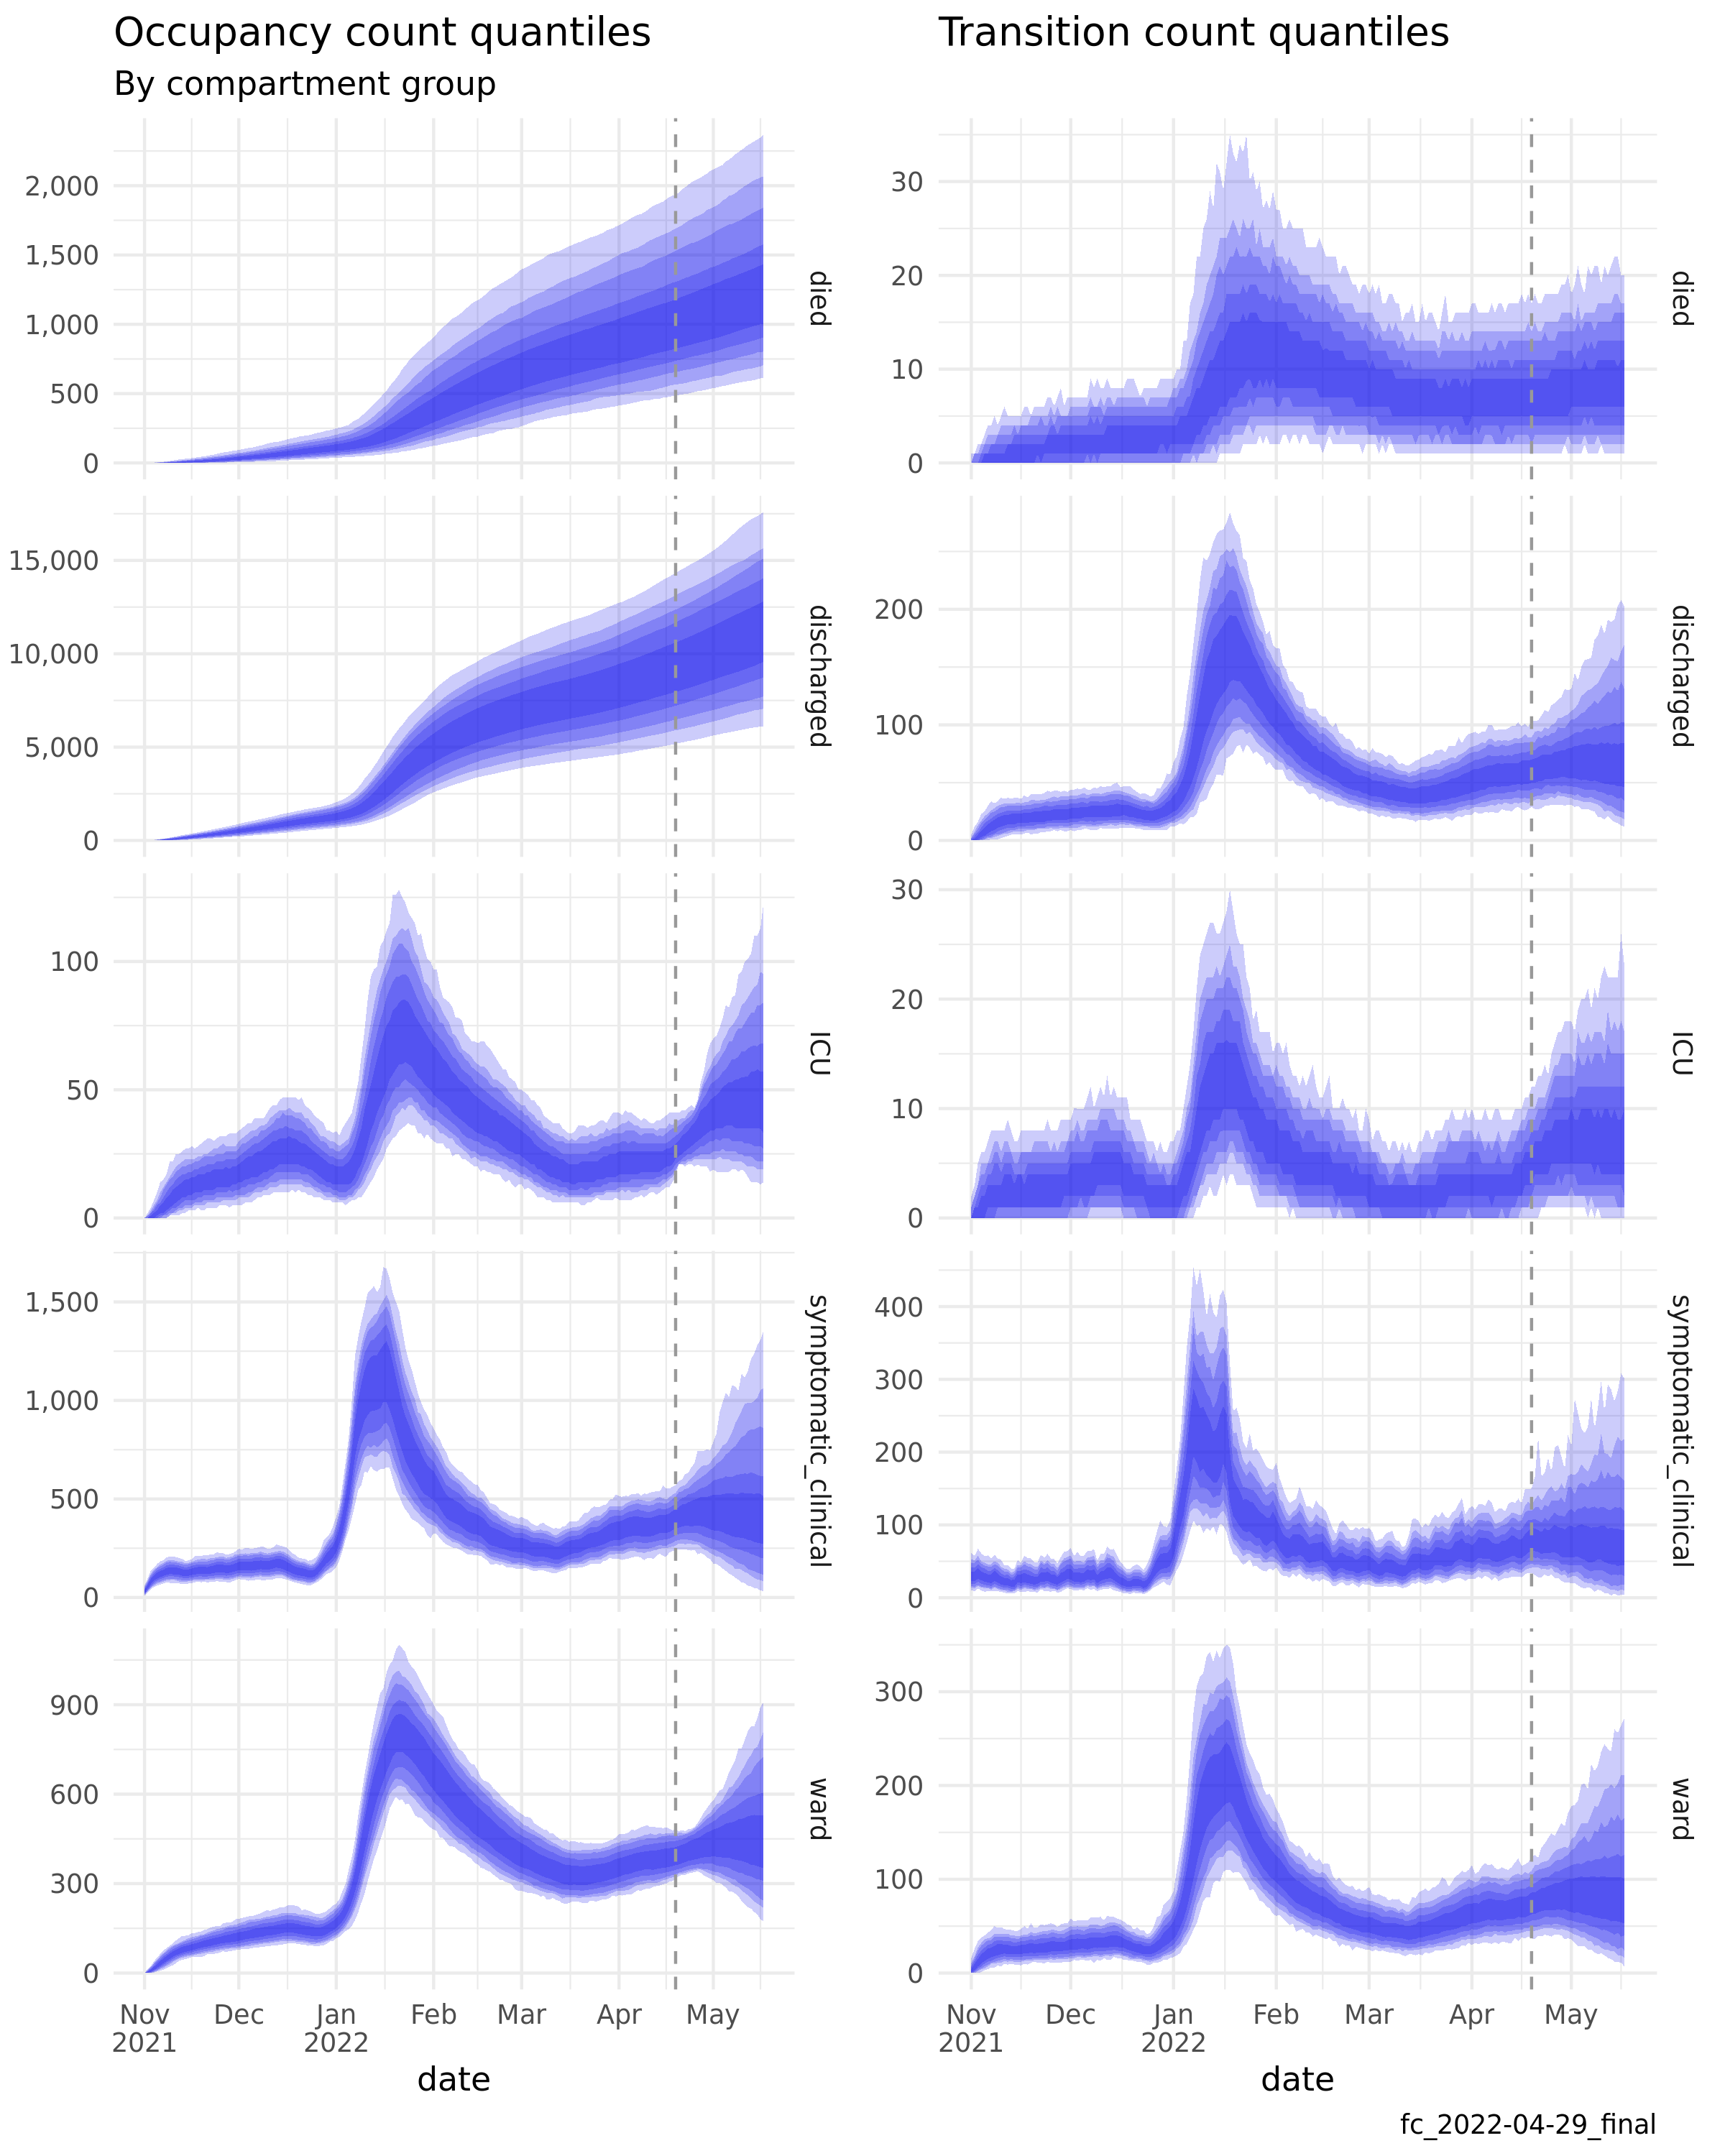 Occupancy count quantiles
By compartment group
2,000
1,500
1,000
500
0
died
15,000
10,000
5,000
0
discharged
100
50
0
ICU
1,500
1,000
500
0
symptomatic_clinical
900
600
300
0
ward
Nov Dec Jan Feb Mar Apr May
2021 2022
date
Transition count quantiles
30
20
10
0
died
200
100
0
discharged
30
20
10
0
ICU
400
300
200
100
0
symptomatic_clinical
300
200
100
0
ward
Nov Dec Jan Feb Mar Apr May
2021 2022
date
fc_2022-04-29_final